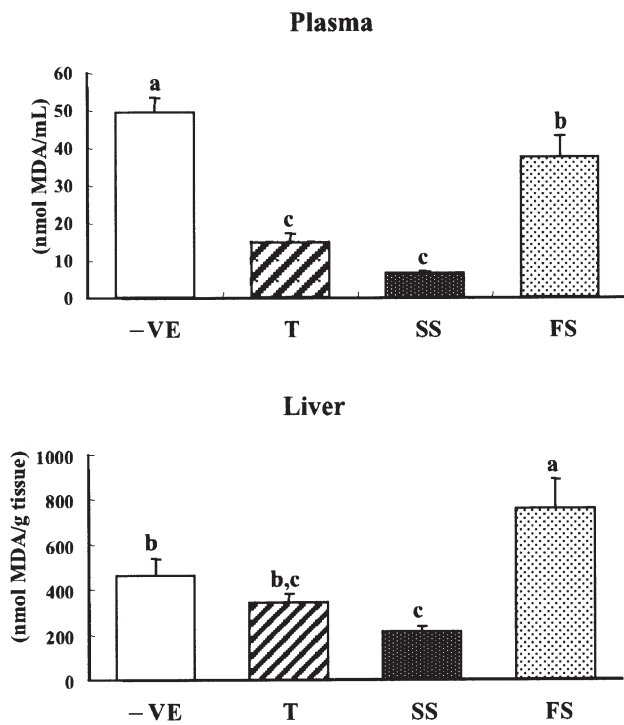 Plasma
(nmol MDA/mL)
60
50
40
30
20
10
0
a
c
c
b
–VE T SS FS
Liver
(nmol MDA/g tissue)
1000
800
600
400
200
0
b
b,c
c
a
–VE T SS FS